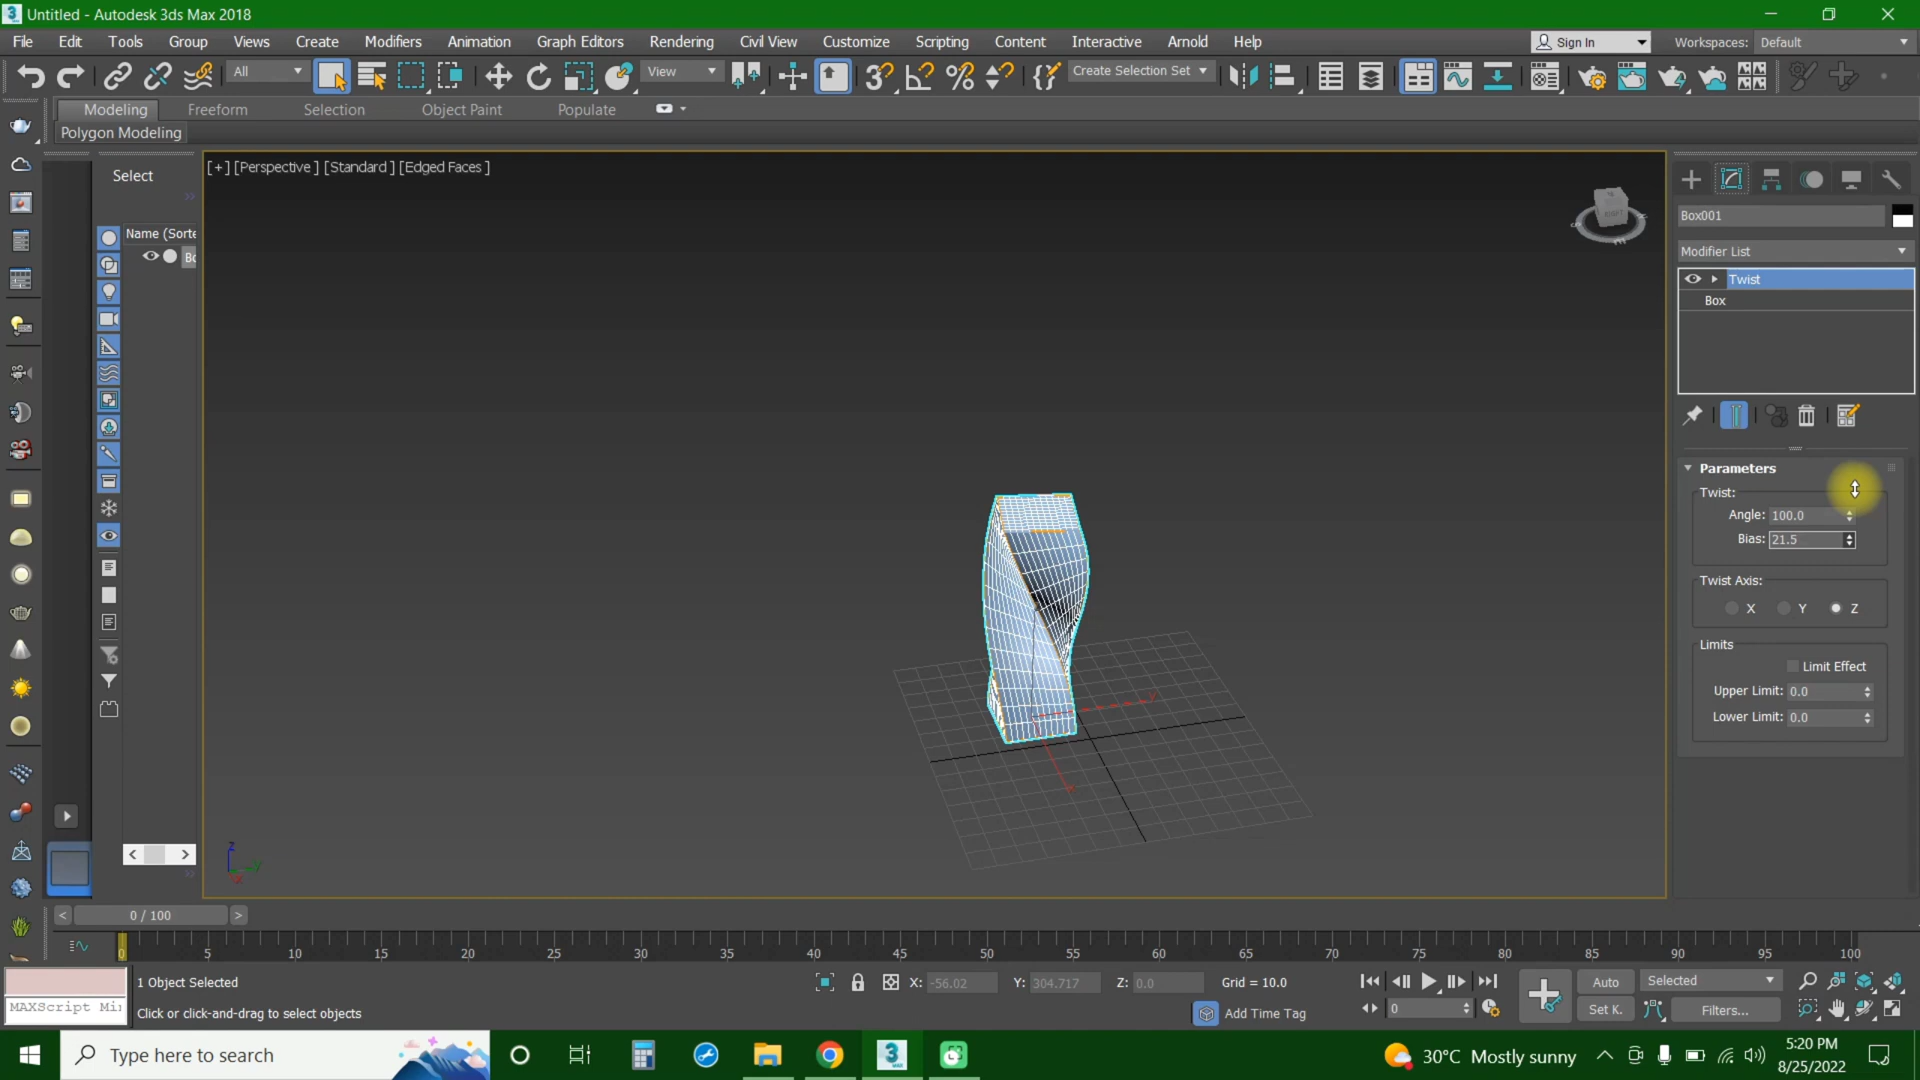 Untitled - Autodesk 3ds Max 2018
File Edit Tools Group Views Create Modifiers Animation Graph Editors Rendering Civil View Customize Scripting Content Interactive Arnold Help Sign In Workspaces: Default
All View Create Selection Set
Modeling Freeform Selection Object Paint Populate
Polygon Modeling
[+] [Perspective ] [Standard ] [Edged Faces ]
Select
Name (Sorte
Bo
Box001
Modifier List
Twist
Box
Parameters
Twist:
Angle: 100.0
Bias: 21.5
Twist Axis:
X Y Z
Limits
Limit Effect
Upper Limit: 0.0
Lower Limit: 0.0
z
y
x
< 0 / 100 >
0 5 10 15 20 25 30 35 40 45 50 55 60 65 70 75 80 85 90 95 100
1 Object Selected X: -56.02 Y: 304.717 Z: 0.0 Grid = 10.0 Auto Selected
MAXScript Mi: Click or click-and-drag to select objects Add Time Tag 0 Set K. Filters...
Type here to search 30°C Mostly sunny 5:20 PM
8/25/2022